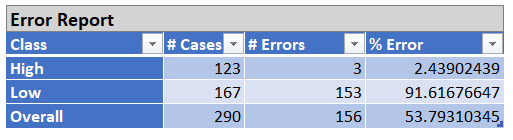 Error Report
Class # Cases # Errors % Error
High 123 3 2.43902439
Low 167 153 91.61676647
Overall 290 156 53.79310345